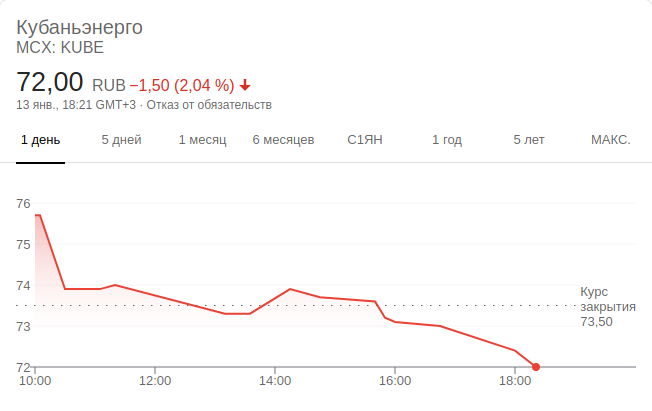 Кубаньэнерго
MCX: KUBE
72,00 RUB −1,50 (2,04 %)
13 янв., 18:21 GMT+3 · Отказ от обязательств
1 день 5 дней 1 месяц 6 месяцев С1ЯН 1 год 5 лет МАКС.
76
75
74
73
72
Курс
закрытия
73,50
10:00 12:00 14:00 16:00 18:00